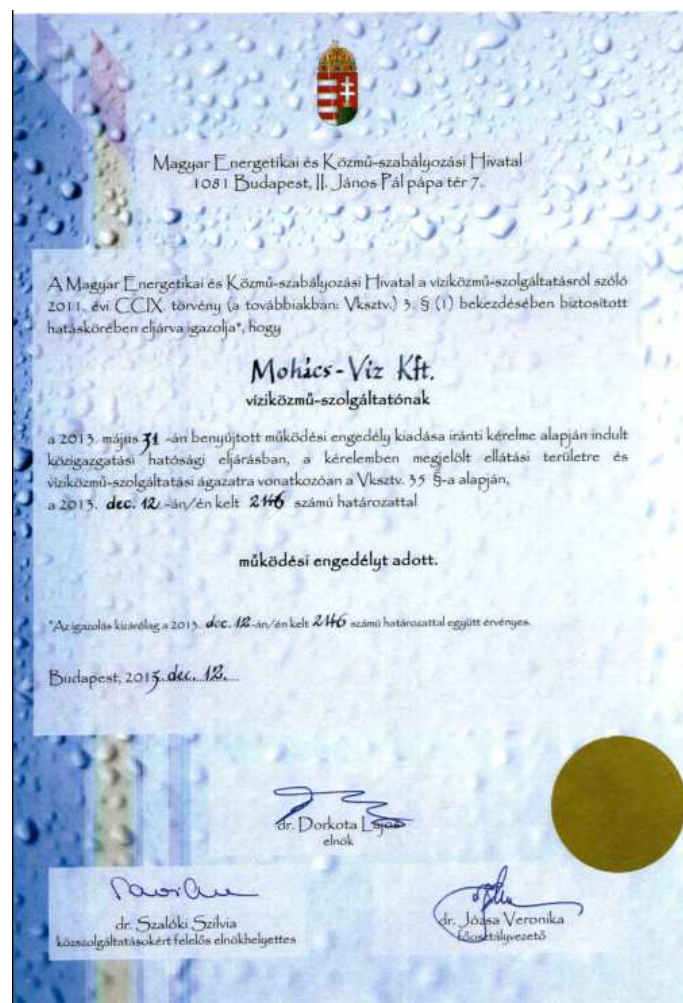 Magyar Energetikai és Közmű-szabályozási Hivatal
1081 Budapest, II. János Pál pápa tér 7.
A Magyar Energetikai és Közmű-szabályozási Hivatal a víziközmű-szolgáltatásról szóló
2011. évi CCIX. törvény (a továbbiakban: Vksztv.) 3. § (1) bekezdésében biztosított
hatáskörében eljárva igazolja*, hogy
Mohács-Víz Kft.
víziközmű-szolgáltatónak
a 2013. május 31 -án benyújtott működési engedély kiadása iránti kérelme alapján indult
közigazgatási hatósági eljárásban, a kérelemben megjelölt ellátási területre és
víziközmű-szolgáltatási ágazatra vonatkozóan a Vksztv. 35 §-a alapján,
a 2013. dec. 12.-án/én kelt 2146 számú határozattal
működési engedélyt adott.
*Az igazolás kizárólag a 2013. dec. 12-án/én kelt 2146 számú határozattal együtt érvényes.
Budapest, 2013. dec. 12.
dr. Dorkota Lajos
elnök
dr. Szalóki Szilvia
közszolgáltatásokért felelős elnökhelyettes
dr. Józsa Veronika
főosztályvezető